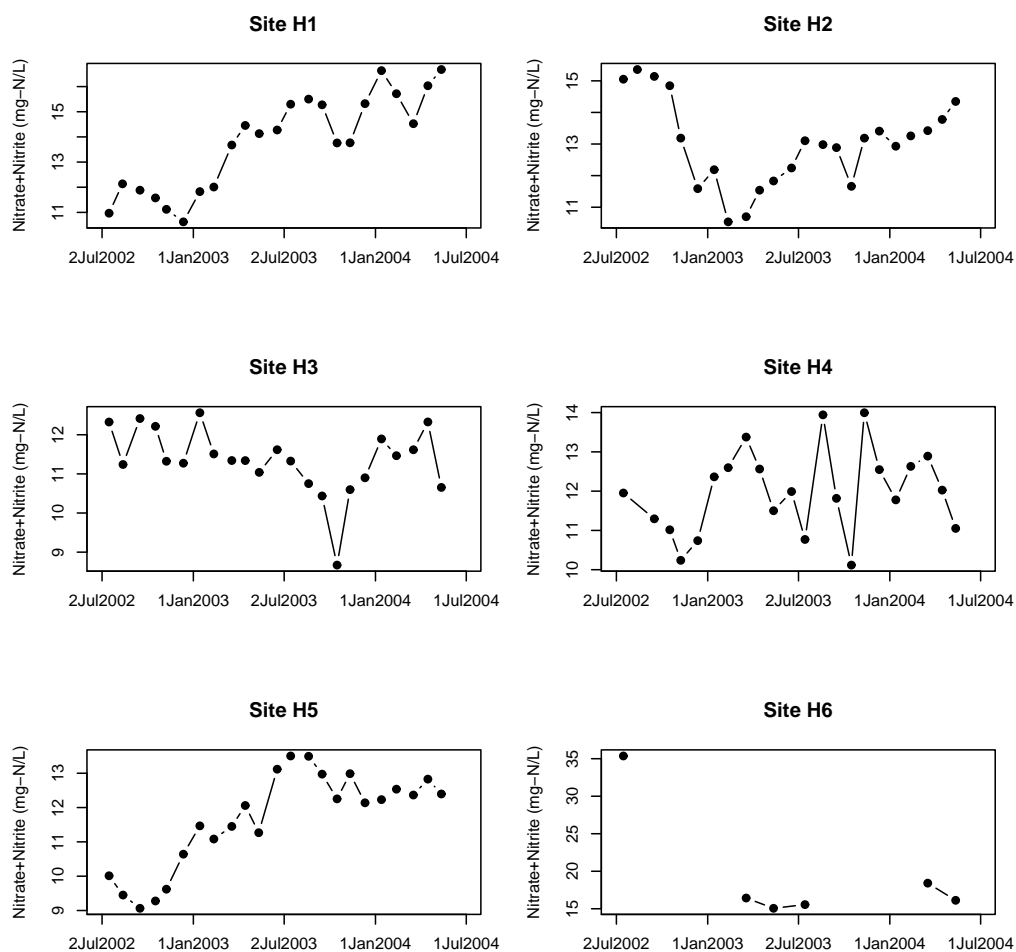 Site H1
Nitrate+Nitrite (mg−N/L)
15
13
11
2Jul2002 1Jan2003 2Jul2003 1Jan2004 1Jul2004
Site H2
Nitrate+Nitrite (mg−N/L)
15
13
11
2Jul2002 1Jan2003 2Jul2003 1Jan2004 1Jul2004
Site H3
Nitrate+Nitrite (mg−N/L)
12
11
10
9
2Jul2002 1Jan2003 2Jul2003 1Jan2004 1Jul2004
Site H4
Nitrate+Nitrite (mg−N/L)
14
13
12
11
10
2Jul2002 1Jan2003 2Jul2003 1Jan2004 1Jul2004
Site H5
Nitrate+Nitrite (mg−N/L)
13
12
11
10
9
2Jul2002 1Jan2003 2Jul2003 1Jan2004 1Jul2004
Site H6
Nitrate+Nitrite (mg−N/L)
35
30
25
20
15
2Jul2002 1Jan2003 2Jul2003 1Jan2004 1Jul2004